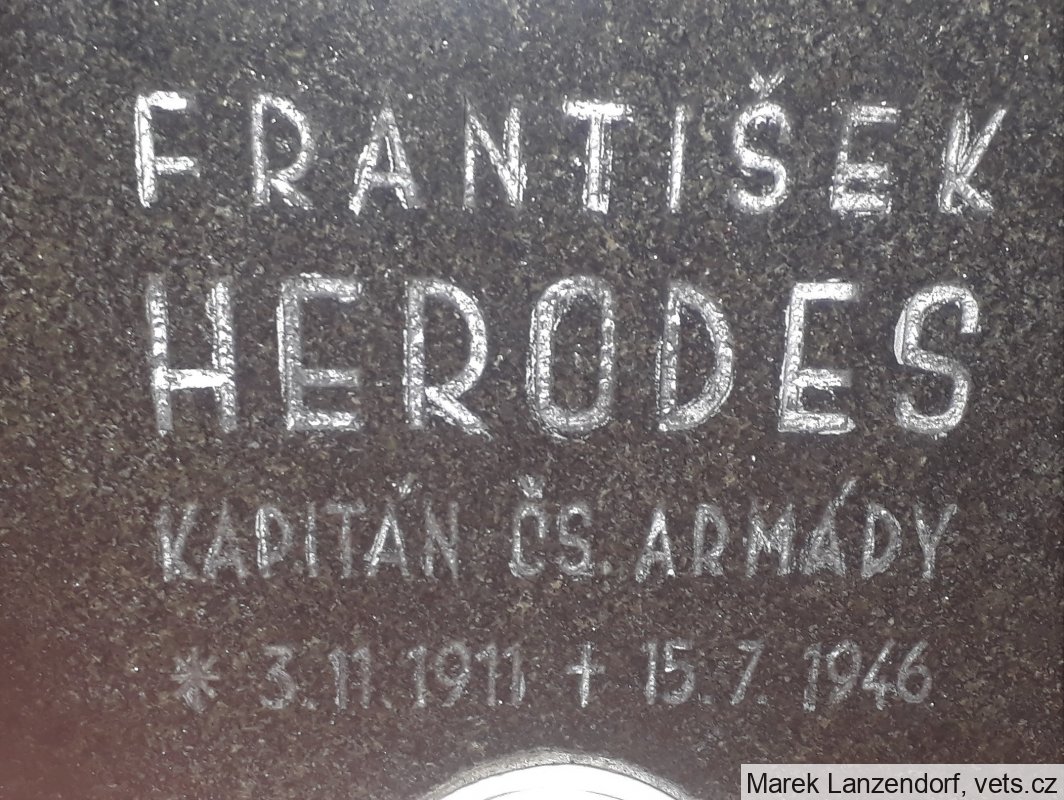 FRANTIŠEK
HERODES
KAPITÁN ČS. ARMÁDY
* 3.11.1911 † 15.7.1946
Marek Lanzendorf, vets.cz